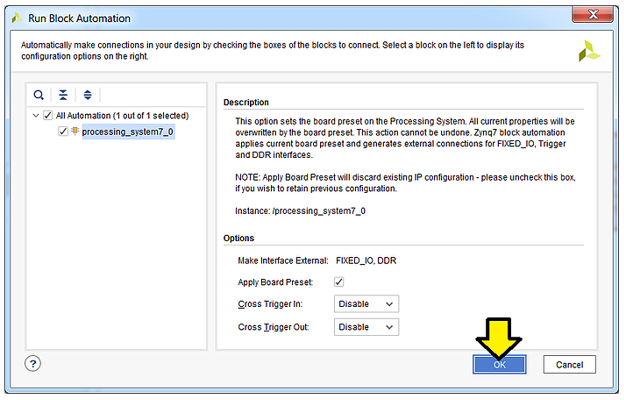 Run Block Automation
Automatically make connections in your design by checking the boxes of the blocks to connect. Select a block on the left to display its
configuration options on the right.
All Automation (1 out of 1 selected)
processing_system7_0
Description
This option sets the board preset on the Processing System. All current properties will be
overwritten by the board preset. This action cannot be undone. Zynq7 block automation
applies current board preset and generates external connections for FIXED_IO, Trigger
and DDR interfaces.
NOTE: Apply Board Preset will discard existing IP configuration - please uncheck this box,
if you wish to retain previous configuration.
Instance: /processing_system7_0
Options
Make Interface External: FIXED_IO, DDR
Apply Board Preset:
Cross Trigger In: Disable
Cross Trigger Out: Disable
?
OK
Cancel